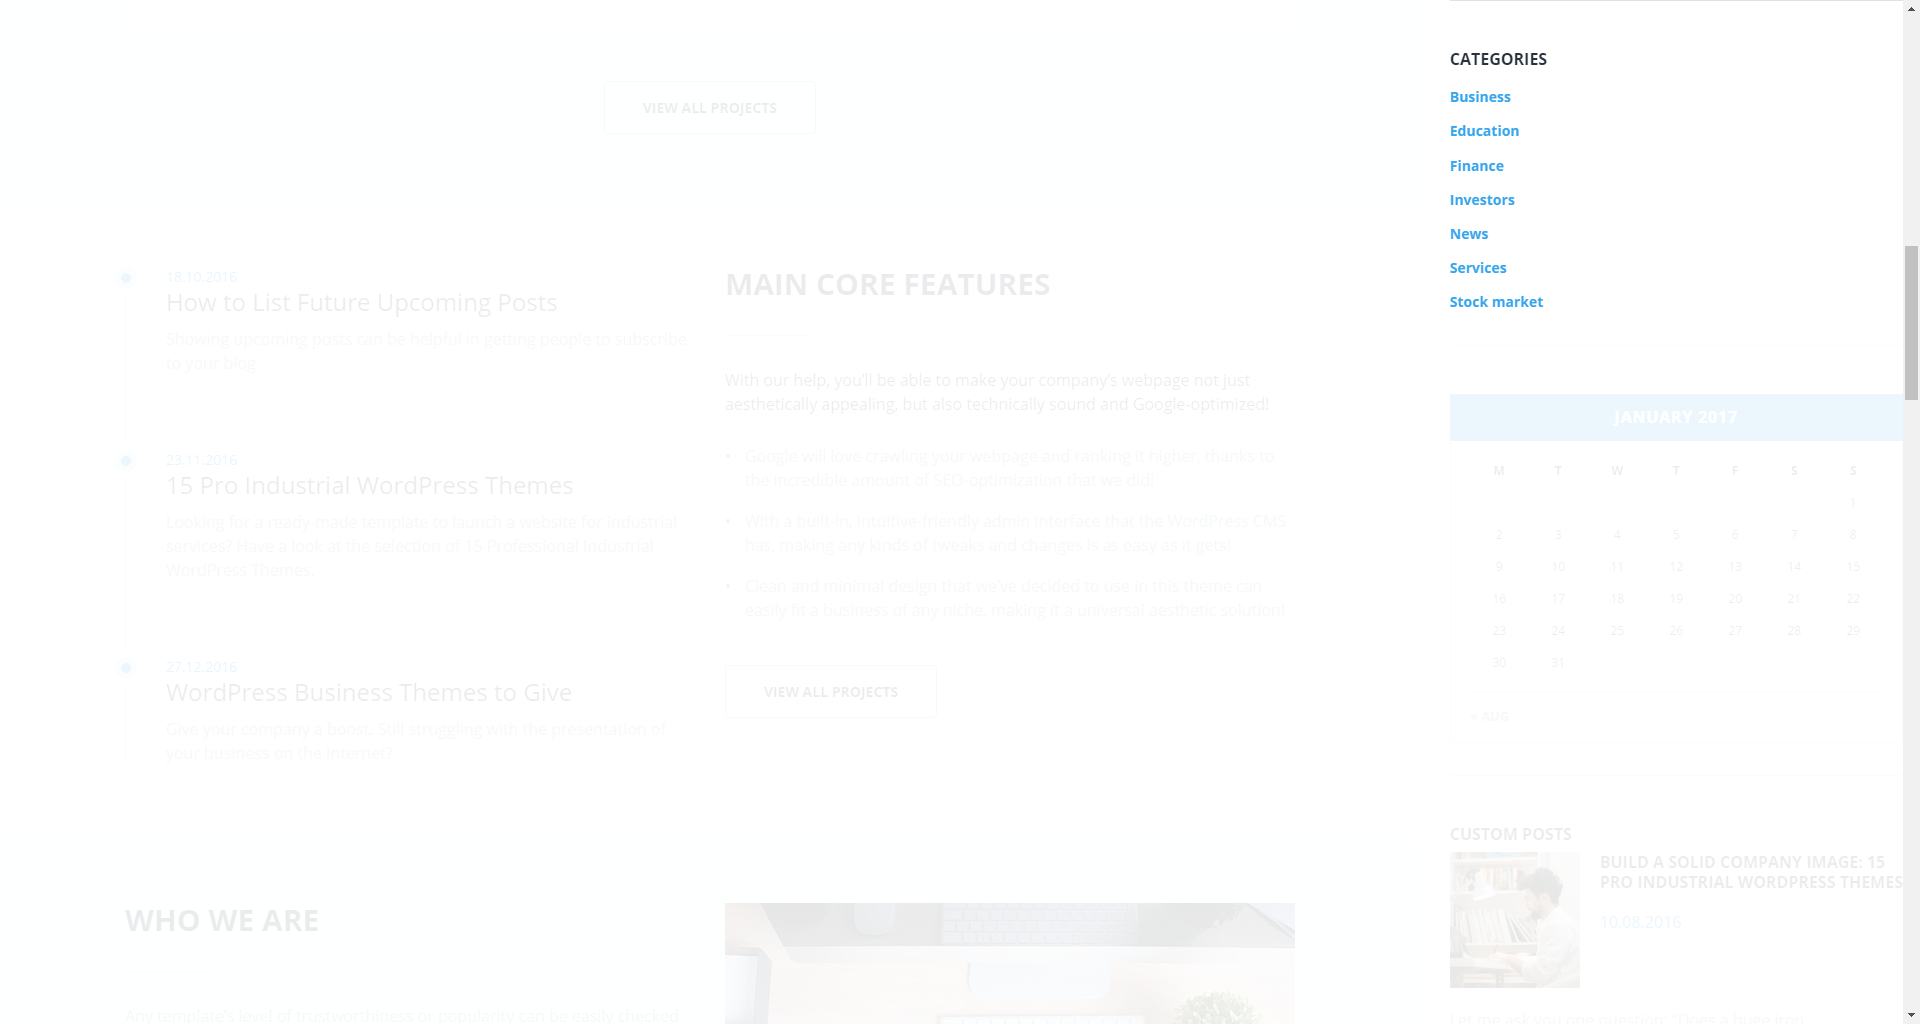 VIEW ALL PROJECTS
18.10.2016
How to List Future Upcoming Posts
Showing upcoming posts can be helpful in getting people to subscribe
to your blog
23.11.2016
15 Pro Industrial WordPress Themes
Looking for a ready-made template to launch a website for industrial
services? Have a look at the selection of 15 Professional Industrial
WordPress Themes.
27.12.2016
WordPress Business Themes to Give
Give your company a boost. Still struggling with the presentation of
your business on the Internet?
MAIN CORE FEATURES
With our help, you'll be able to make your company's webpage not just
aesthetically appealing, but also technically sound and Google-optimized!
• Google will love crawling your webpage and ranking it higher, thanks to
the incredible amount of SEO-optimization that we did!
• With a built-in, intuitive-friendly admin interface that the WordPress CMS
has, making any kinds of tweaks and changes is as easy as it gets!
• Clean and minimal design that we've decided to use in this theme can
easily fit a business of any niche, making it a universal aesthetic solution!
VIEW ALL PROJECTS
WHO WE ARE
Any template's level of trustworthiness or popularity can be easily checked
CATEGORIES
Business
Education
Finance
Investors
News
Services
Stock market
JANUARY 2017
M T W T F S S
1
2 3 4 5 6 7 8
9 10 11 12 13 14 15
16 17 18 19 20 21 22
23 24 25 26 27 28 29
30 31
« AUG
CUSTOM POSTS
BUILD A SOLID COMPANY IMAGE: 15
PRO INDUSTRIAL WORDPRESS THEMES
10.08.2016
Let me ask you one question: "Does a huge iron